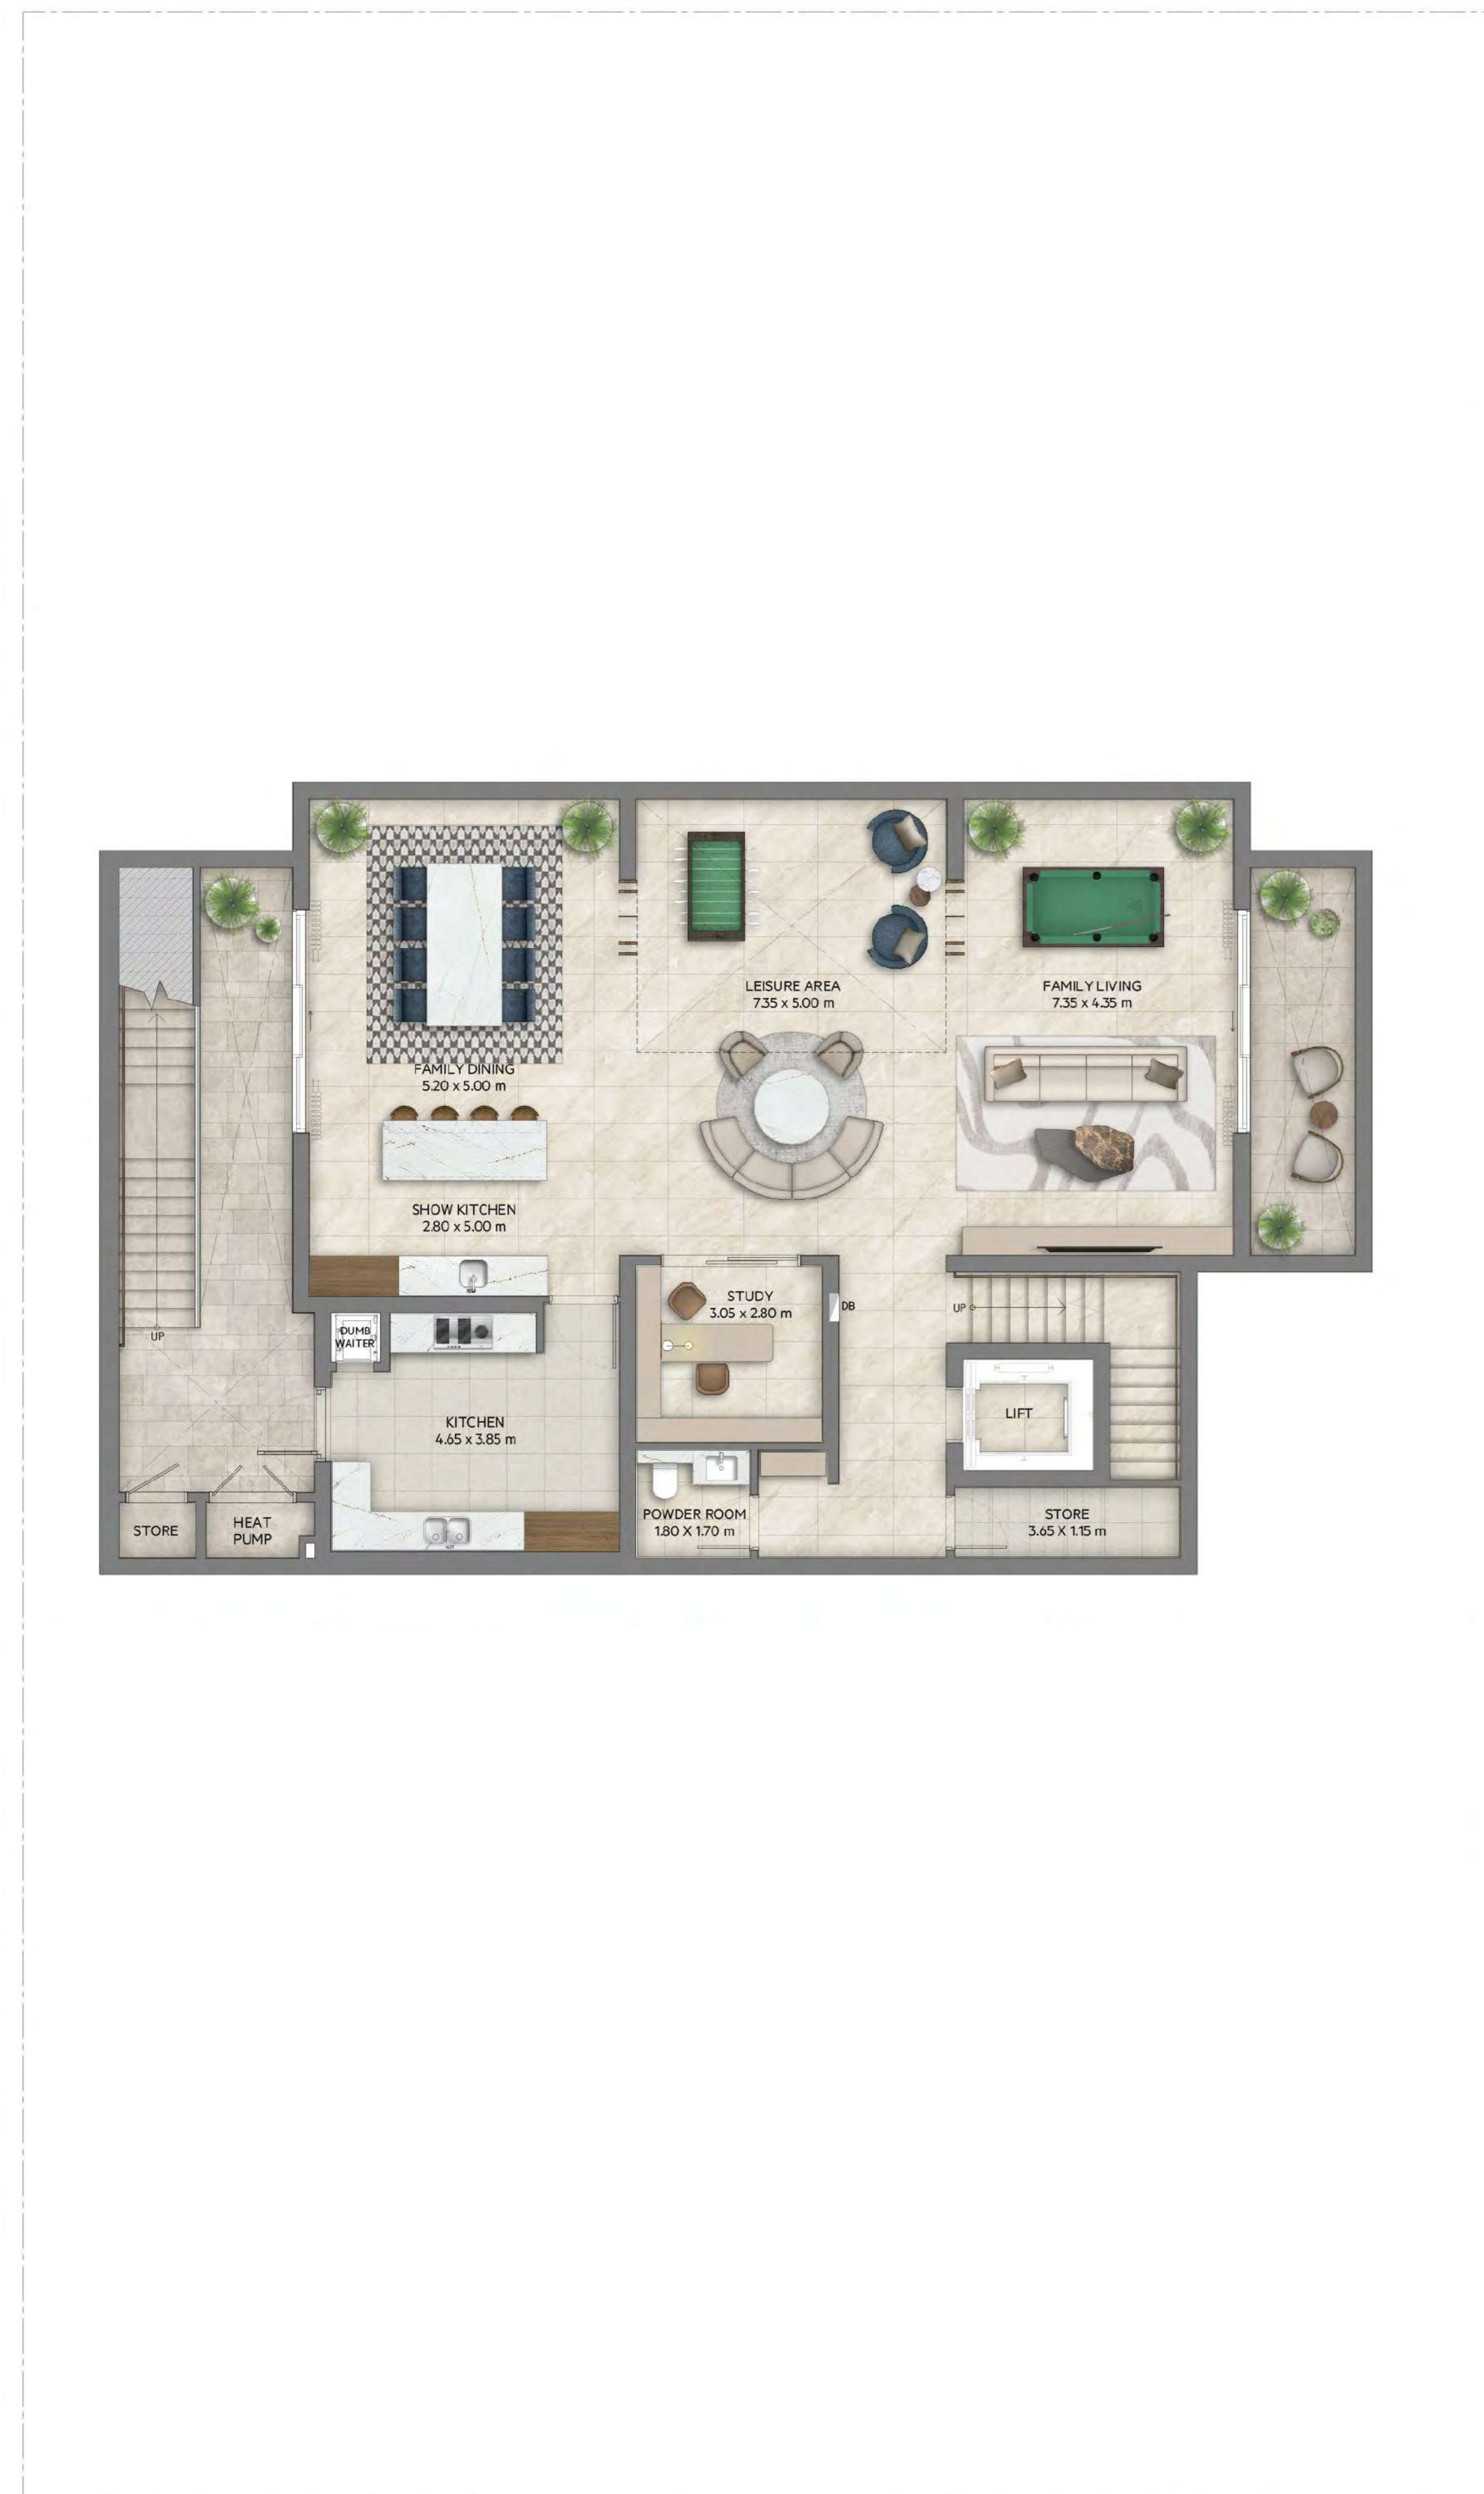 LEISURE AREA
7.35 x 5.00 m
FAMILY LIVING
7.35 x 4.35 m
FAMILY DINING
5.20 x 5.00 m
SHOW KITCHEN
2.80 x 5.00 m
STUDY
3.05 x 2.80 m
DB
UP
UP
DUMB
WAITER
LIFT
KITCHEN
4.65 x 3.85 m
STORE
HEAT
PUMP
POWDER ROOM
1.80 X 1.70 m
STORE
3.65 X 1.15 m